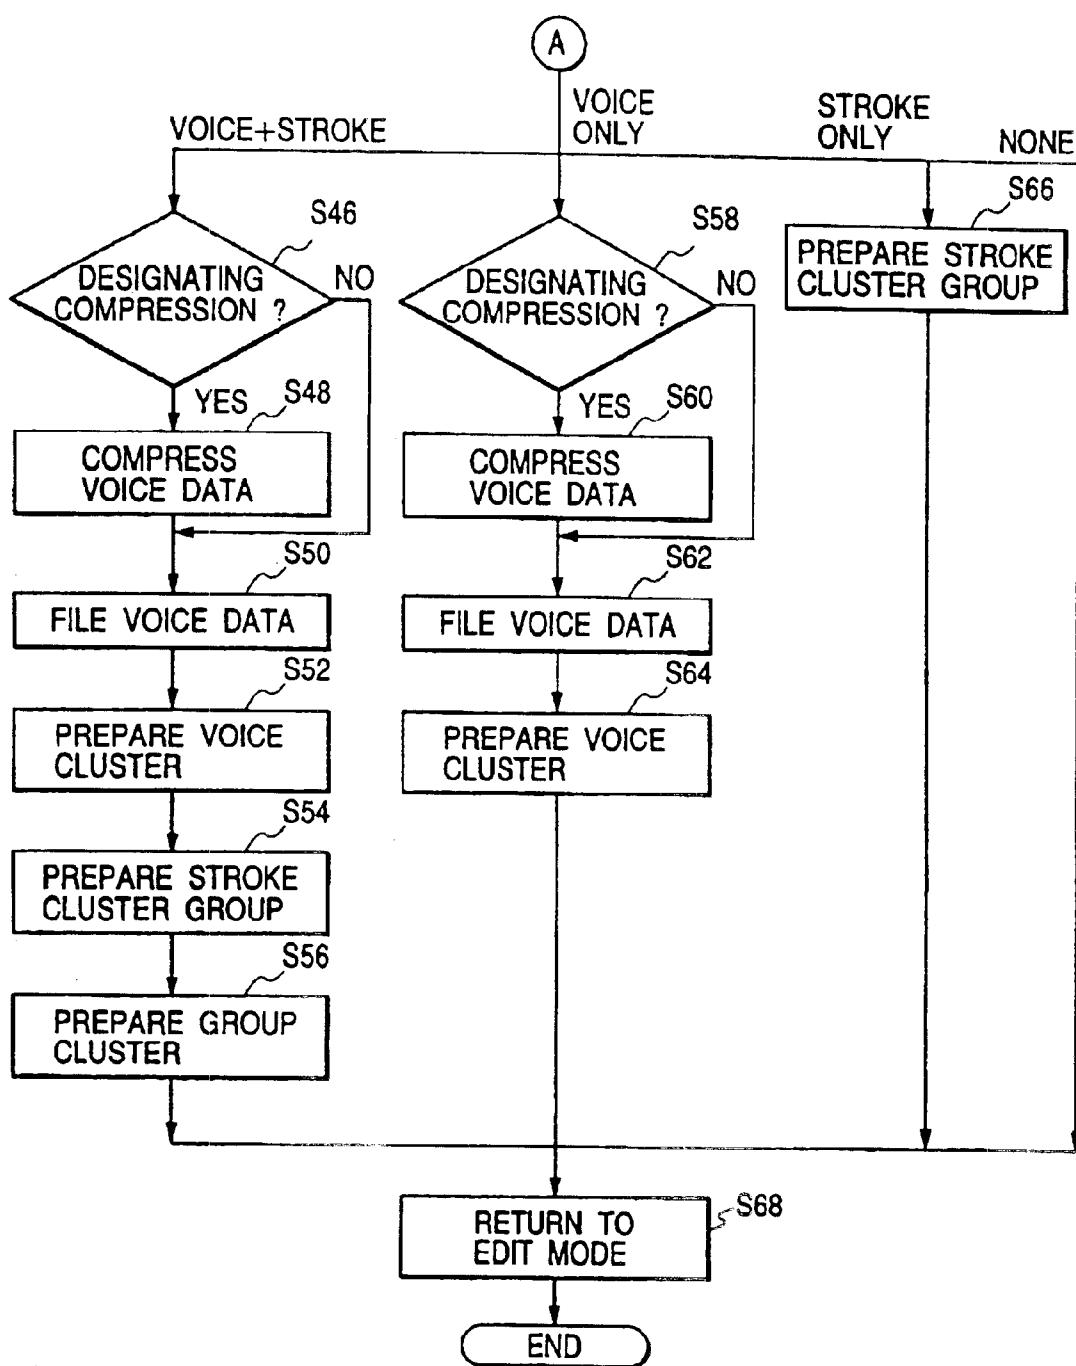 A
VOICE+STROKE
VOICE
ONLY
STROKE
ONLY
NONE
S46
DESIGNATING
COMPRESSION ?
NO
YES
S48
COMPRESS
VOICE DATA
S50
FILE VOICE DATA
S52
PREPARE VOICE
CLUSTER
S54
PREPARE STROKE
CLUSTER GROUP
S56
PREPARE GROUP
CLUSTER
S58
DESIGNATING
COMPRESSION ?
NO
YES
S60
COMPRESS
VOICE DATA
S62
FILE VOICE DATA
S64
PREPARE VOICE
CLUSTER
S66
PREPARE STROKE
CLUSTER GROUP
S68
RETURN TO
EDIT MODE
END